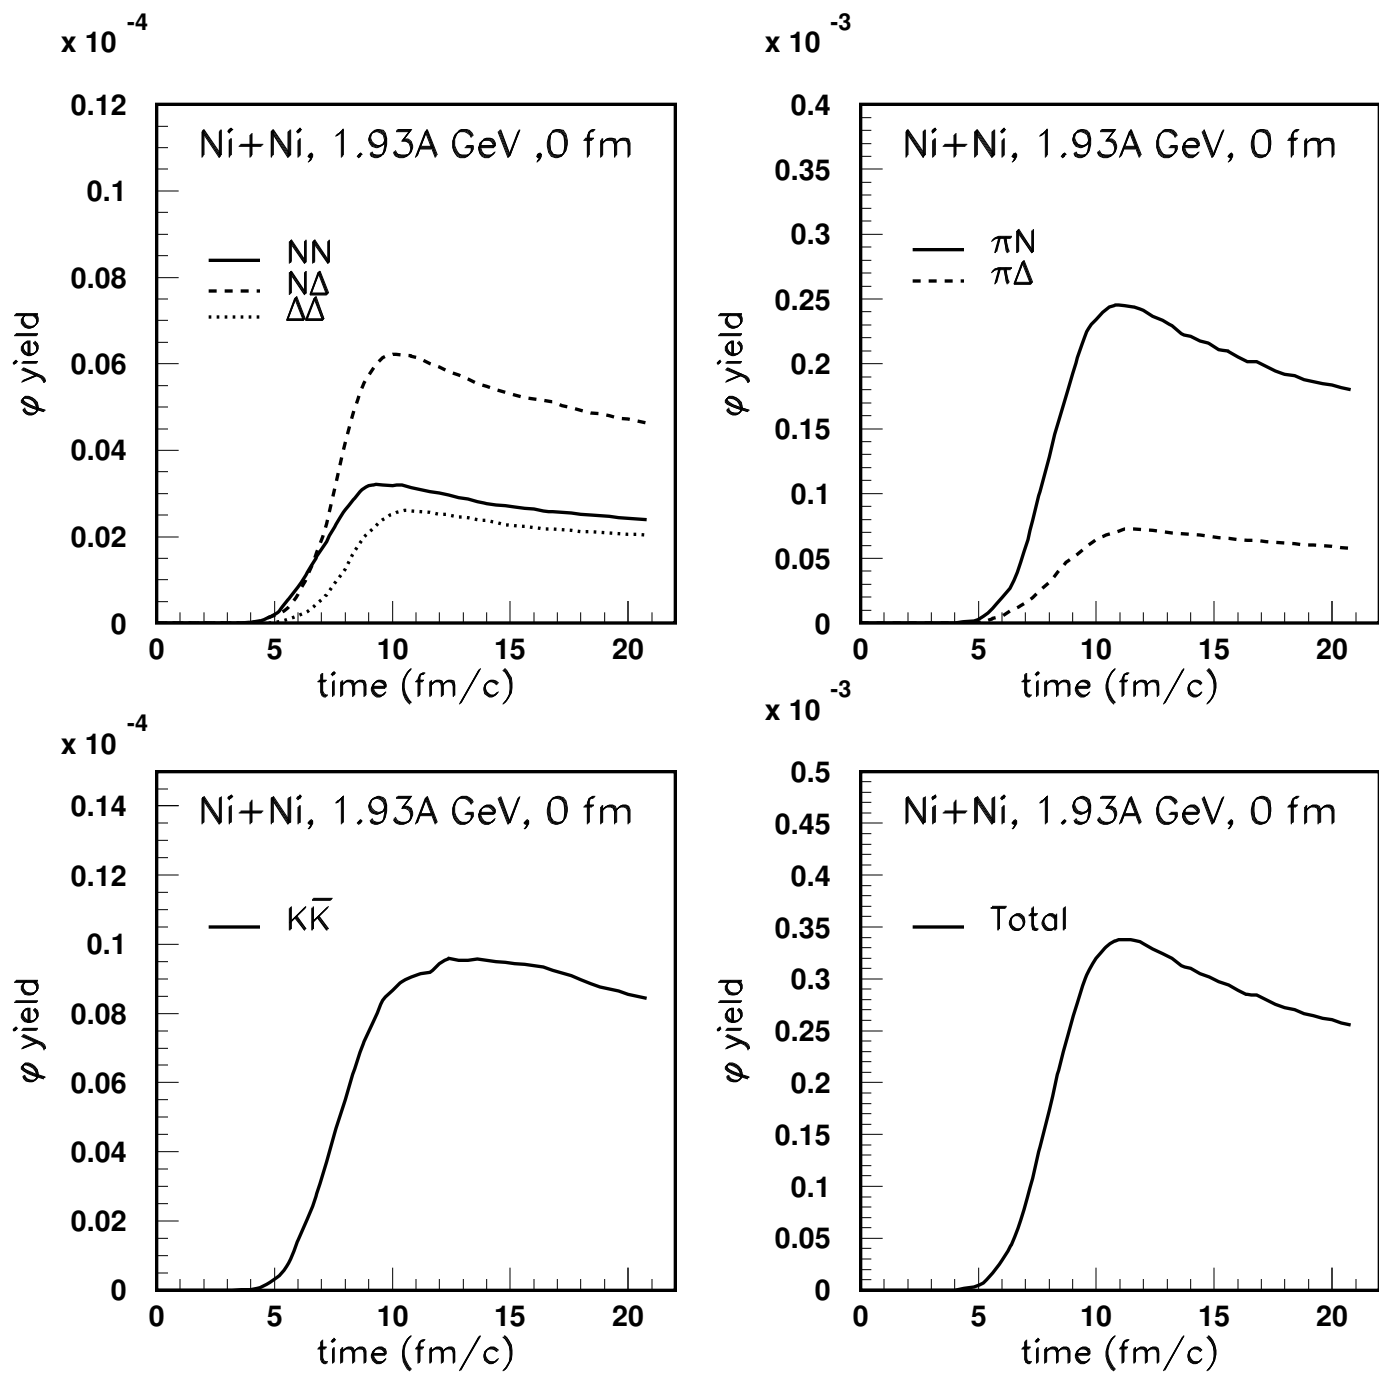 x 10 -4
0.12
0.1
0.08
0.06
0.04
0.02
0
φ yield
Ni+Ni, 1.93A GeV ,0 fm
NN
NΔ
ΔΔ
0 5 10 15 20
time (fm/c)
x 10 -3
0.4
0.35
0.3
0.25
0.2
0.15
0.1
0.05
0
φ yield
Ni+Ni, 1.93A GeV, 0 fm
πN
πΔ
0 5 10 15 20
time (fm/c)
x 10 -4
0.14
0.12
0.1
0.08
0.06
0.04
0.02
0
φ yield
Ni+Ni, 1.93A GeV, 0 fm
KK̅
0 5 10 15 20
time (fm/c)
x 10 -3
0.5
0.45
0.4
0.35
0.3
0.25
0.2
0.15
0.1
0.05
0
φ yield
Ni+Ni, 1.93A GeV, 0 fm
Total
0 5 10 15 20
time (fm/c)